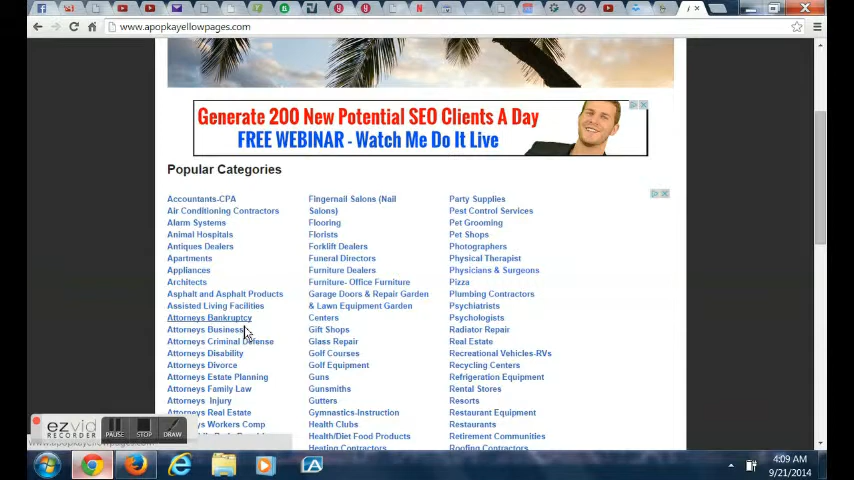 www.apopkayellowpages.com
Generate 200 New Potential SEO Clients A Day
FREE WEBINAR - Watch Me Do It Live
Popular Categories
Accountants-CPA
Air Conditioning Contractors
Alarm Systems
Animal Hospitals
Antiques Dealers
Apartments
Appliances
Architects
Asphalt and Asphalt Products
Assisted Living Facilities
Attorneys Bankruptcy
Attorneys Business
Attorneys Criminal Defense
Attorneys Disability
Attorneys Divorce
Attorneys Estate Planning
Attorneys Family Law
Attorneys Injury
Attorneys Real Estate
Workers Comp
Fingernail Salons (Nail
Salons)
Flooring
Florists
Forklift Dealers
Funeral Directors
Furniture Dealers
Furniture- Office Furniture
Garage Doors & Repair Garden
& Lawn Equipment Garden
Centers
Gift Shops
Glass Repair
Golf Courses
Golf Equipment
Guns
Gunsmiths
Gutters
Gymnastics-Instruction
Health Clubs
Health/Diet Food Products
Heating Contractors
Party Supplies
Pest Control Services
Pet Grooming
Pet Shops
Photographers
Physical Therapist
Physicians & Surgeons
Pizza
Plumbing Contractors
Psychiatrists
Psychologists
Radiator Repair
Real Estate
Recreational Vehicles-RVs
Recycling Centers
Refrigeration Equipment
Rental Stores
Resorts
Restaurant Equipment
Restaurants
Retirement Communities
Roofing Contractors
ezvid
RECORDER
PAUSE
STOP
DRAW
4:09 AM
9/21/2014